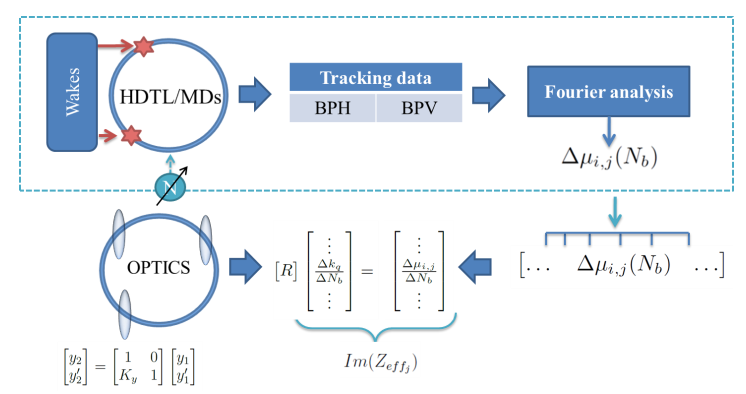 Wakes
HDTL/MDs
Tracking data
BPH BPV
Fourier analysis
Δμ_{i,j}(N_b)
N
OPTICS
[R] [⋮ Δk_q/ΔN_b ⋮] = [⋮ Δμ_{i,j}/ΔN_b ⋮]
[... Δμ_{i,j}(N_b) ...]
Im(Z_{eff_j})
[y_2 y′_2] = [1 0 K_y 1] [y_1 y′_1]